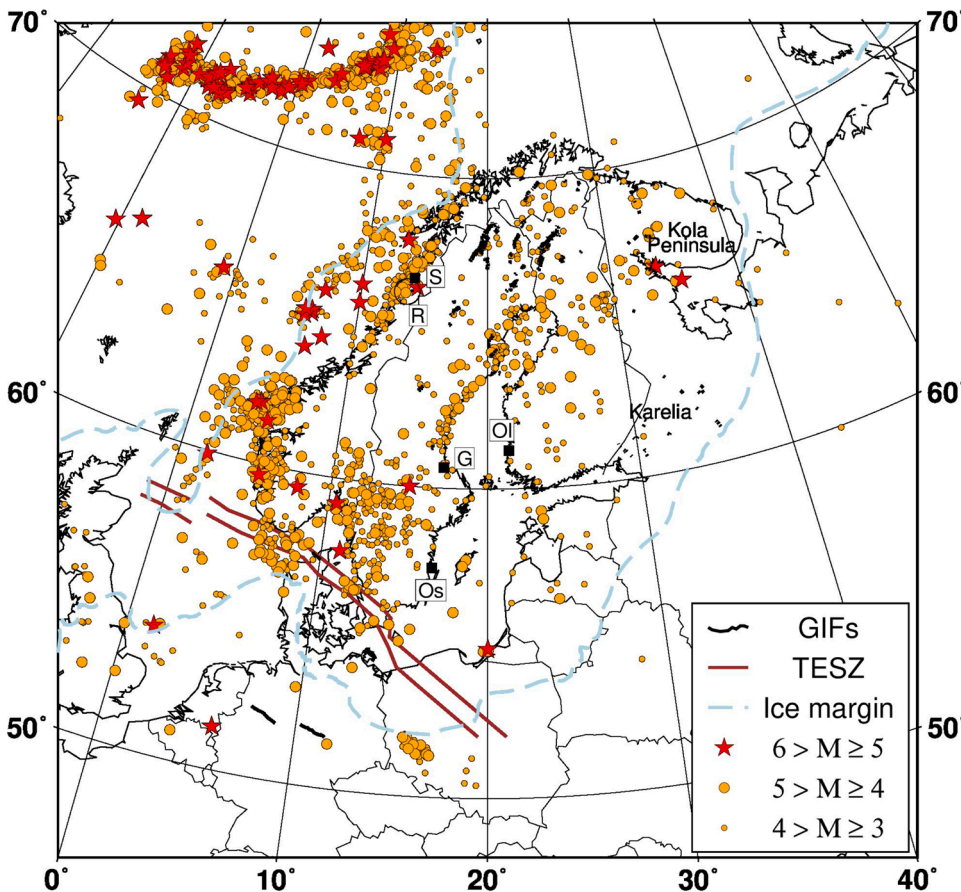 70°
70°
Kola
Peninsula
S
R
60°
60°
Karelia
Ol
G
Os
GIFs
TESZ
Ice margin
6 > M ≥ 5
5 > M ≥ 4
4 > M ≥ 3
50°
50°
0°
10°
20°
30°
40°